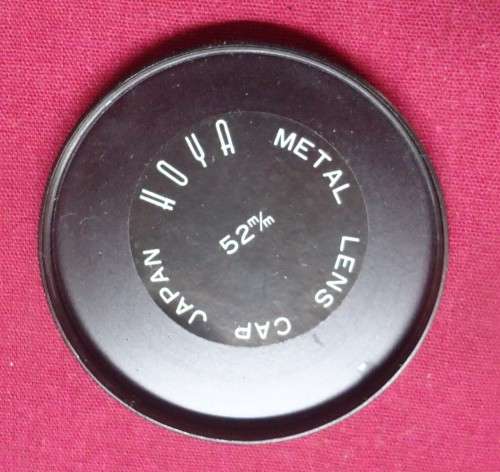 HOYA METAL LENS CAP JAPAN
52m/m